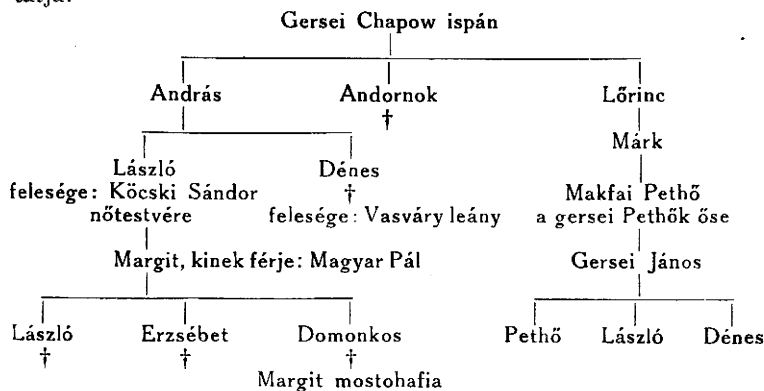 tatja.
Gersei Chapow ispán
András Andornok Lőrinc
†
Márk
László Dénes
†
felesége: Köcski Sándor nőtestvére
felesége: Vasváry leány
Makfai Pethő
a gersei Pethők őse
Margit, kinek férje: Magyar Pál Gersei János
László Erzsébet Domonkos Pethő László Dénes
† † †
Margit mostohafia